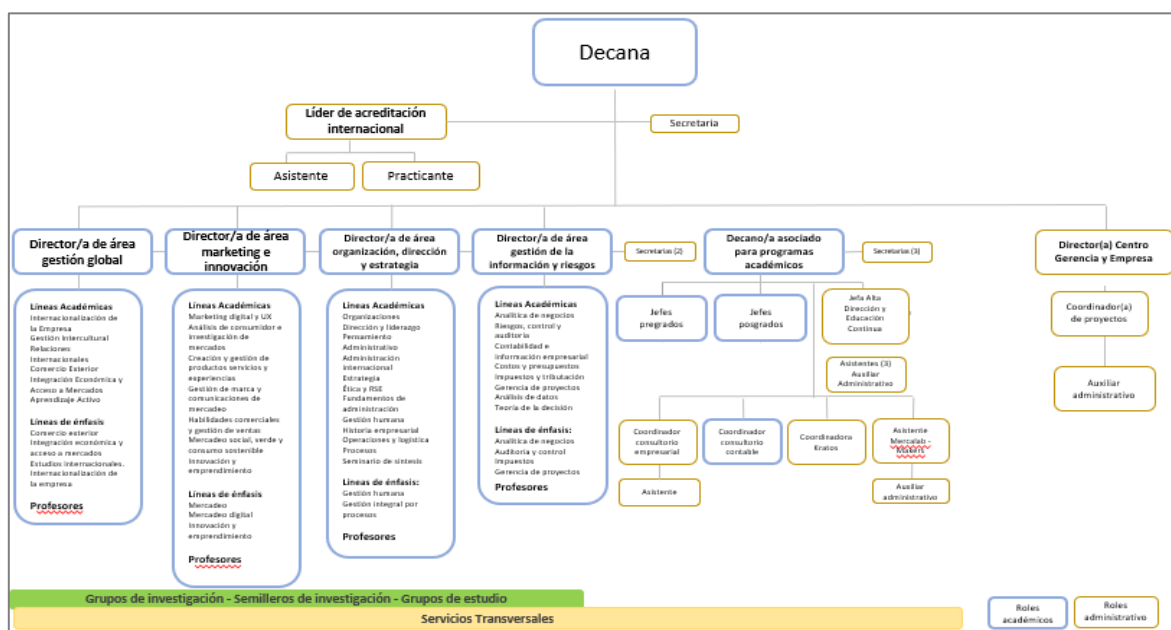 Decana
Líder de acreditación
internacional
Secretaria
Asistente
Practicante
Director/a de área
gestión global
Director/a de área
marketing e
innovación
Director/a de área
organización, dirección
y estrategia
Director/a de área
gestión de la
información y riesgos
Secretarias (2)
Decano/a asociado
para programas
académicos
Secretarias (3)
Director(a) Centro
Gerencia y Empresa
Líneas Académicas
Internacionalización de
la Empresa
Gestión Intercultural
Relaciones
Internacionales
Comercio Exterior
Integración Económica y
Acceso a Mercados
Aprendizaje Activo
Líneas de énfasis
Comercio exterior
Integración económica y
acceso a mercados
Estudios internacionales.
Internacionalización de
la empresa
Profesores
Líneas Académicas
Marketing digital y UX
Análisis de consumidor e
investigación de
mercados
Creación y gestión de
productos servicios y
experiencias
Gestión de marca y
comunicaciones de
mercadeo
Habilidades comerciales
y gestión de ventas
Mercadeo social, verde y
consumo sostenible
Innovación y
emprendimiento
Líneas de énfasis
Mercadeo
Mercadeo digital
Innovación y
emprendimiento
Profesores
Líneas Académicas
Organizaciones
Dirección y liderazgo
Pensamiento
Administrativo
Administración
internacional
Estrategia
Ética y RSE
Fundamentos de
administración
Gestión humana
Historia empresarial
Operaciones y logística
Procesos
Seminario de síntesis
Líneas de énfasis:
Gestión humana
Gestión integral por
procesos
Profesores
Líneas Académicas
Analítica de negocios
Riesgos, control y
auditoría
Contabilidad e
información empresarial
Costos y presupuestos
Impuestos y tributación
Gerencia de proyectos
Análisis de datos
Teoría de la decisión
Líneas de énfasis:
Analítica de negocios
Auditoría y control
Impuestos
Gerencia de proyectos
Profesores
Jefes
pregrados
Jefes
posgrados
Jefa Alta
Dirección y
Educación
Continua
Asistentes (3)
Auxiliar
Administrativo
Coordinador
consultorio
empresarial
Coordinador
consultorio
contable
Coordinadora
Kratos
Asistente
Mercalab -
Makers
Asistente
Auxiliar
administrativo
Coordinador(a)
de proyectos
Auxiliar
administrativo
Grupos de investigación - Semilleros de investigación - Grupos de estudio
Servicios Transversales
Roles
académicos
Roles
administrativo